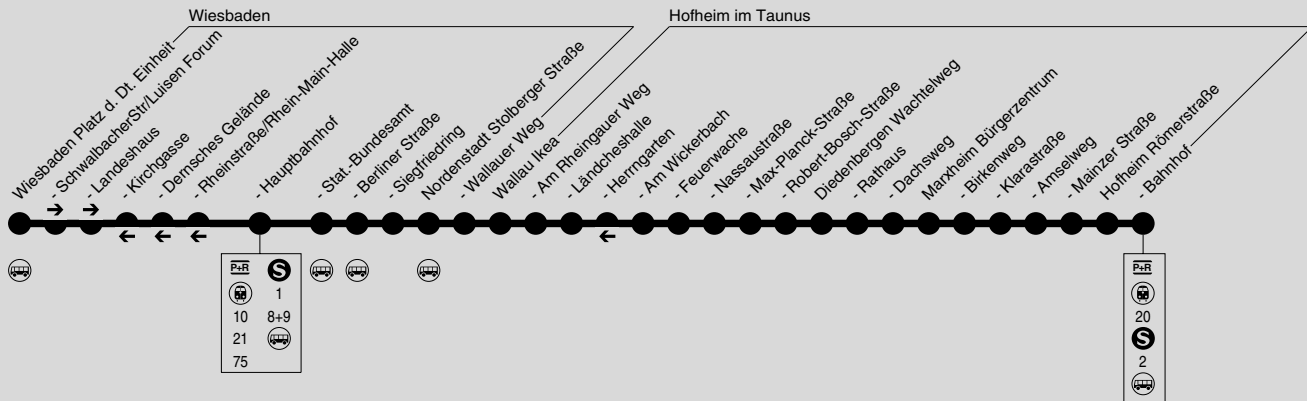 Wiesbaden
Hofheim im Taunus
Wiesbaden Platz d. Dt. Einheit
- SchwalbacherStr/Luisen Forum
- Landeshaus
- Kirchgasse
- Dernsches Gelände
- Rheinstraße/Rhein-Main-Halle
- Hauptbahnhof
- Stat-Bundesamt
- Berliner Straße
- Siegfriedring
Nordenstadt Stolberger Straße
- Wallauer Weg
Wallau Ikea
- Am Rheingauer Weg
- Ländcheshalle
- Herrngarten
- Am Wickerbach
- Feuerwache
- Nassaustraße
- Max-Planck-Straße
- Robert-Bosch-Straße
Diedenbergen Wachtelweg
- Rathaus
- Dachsweg
Marxheim Bürgerzentrum
- Birkenweg
- Klarastraße
- Amselweg
- Mainzer Straße
Hofheim Römerstraße
- Bahnhof
P+R S
1
10 8+9
21
75
P+R
20
S
2